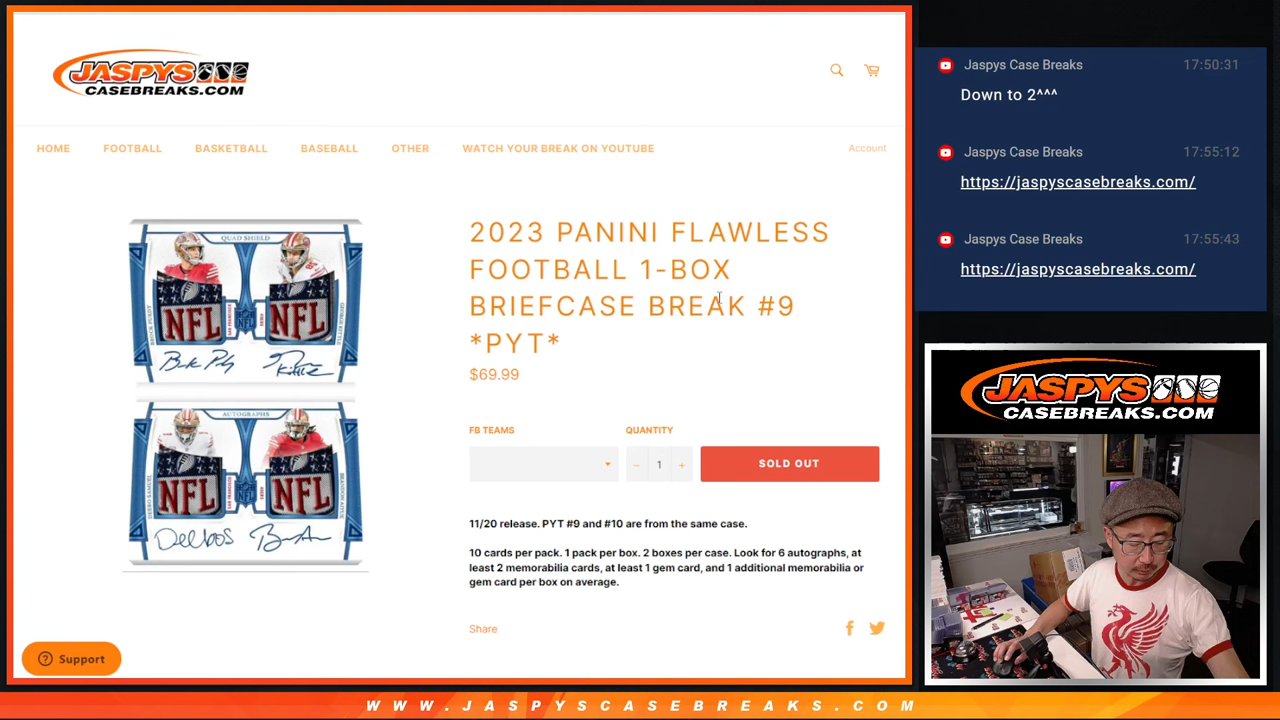 JASPYS
CASEBREAKS.COM
HOME FOOTBALL BASKETBALL BASEBALL OTHER WATCH YOUR BREAK ON YOUTUBE Account
QUAD SHIELD
NFL NFL
AUTOGRAPHS
NFL NFL
2023 PANINI FLAWLESS
FOOTBALL 1-BOX
BRIEFCASE BREAK #9
*PYT*
$69.99
FB TEAMS QUANTITY
− 1 + SOLD OUT
11/20 release. PYT #9 and #10 are from the same case.
10 cards per pack. 1 pack per box. 2 boxes per case. Look for 6 autographs, at
least 2 memorabilia cards, at least 1 gem card, and 1 additional memorabilia or
gem card per box on average.
Share
Support
Jaspys Case Breaks 17:50:31
Down to 2^^^
Jaspys Case Breaks 17:55:12
https://jaspyscasebreaks.com/
Jaspys Case Breaks 17:55:43
https://jaspyscasebreaks.com/
JASPYS
CASEBREAKS.COM
WWW.JASPYSCASEBREAKS.COM